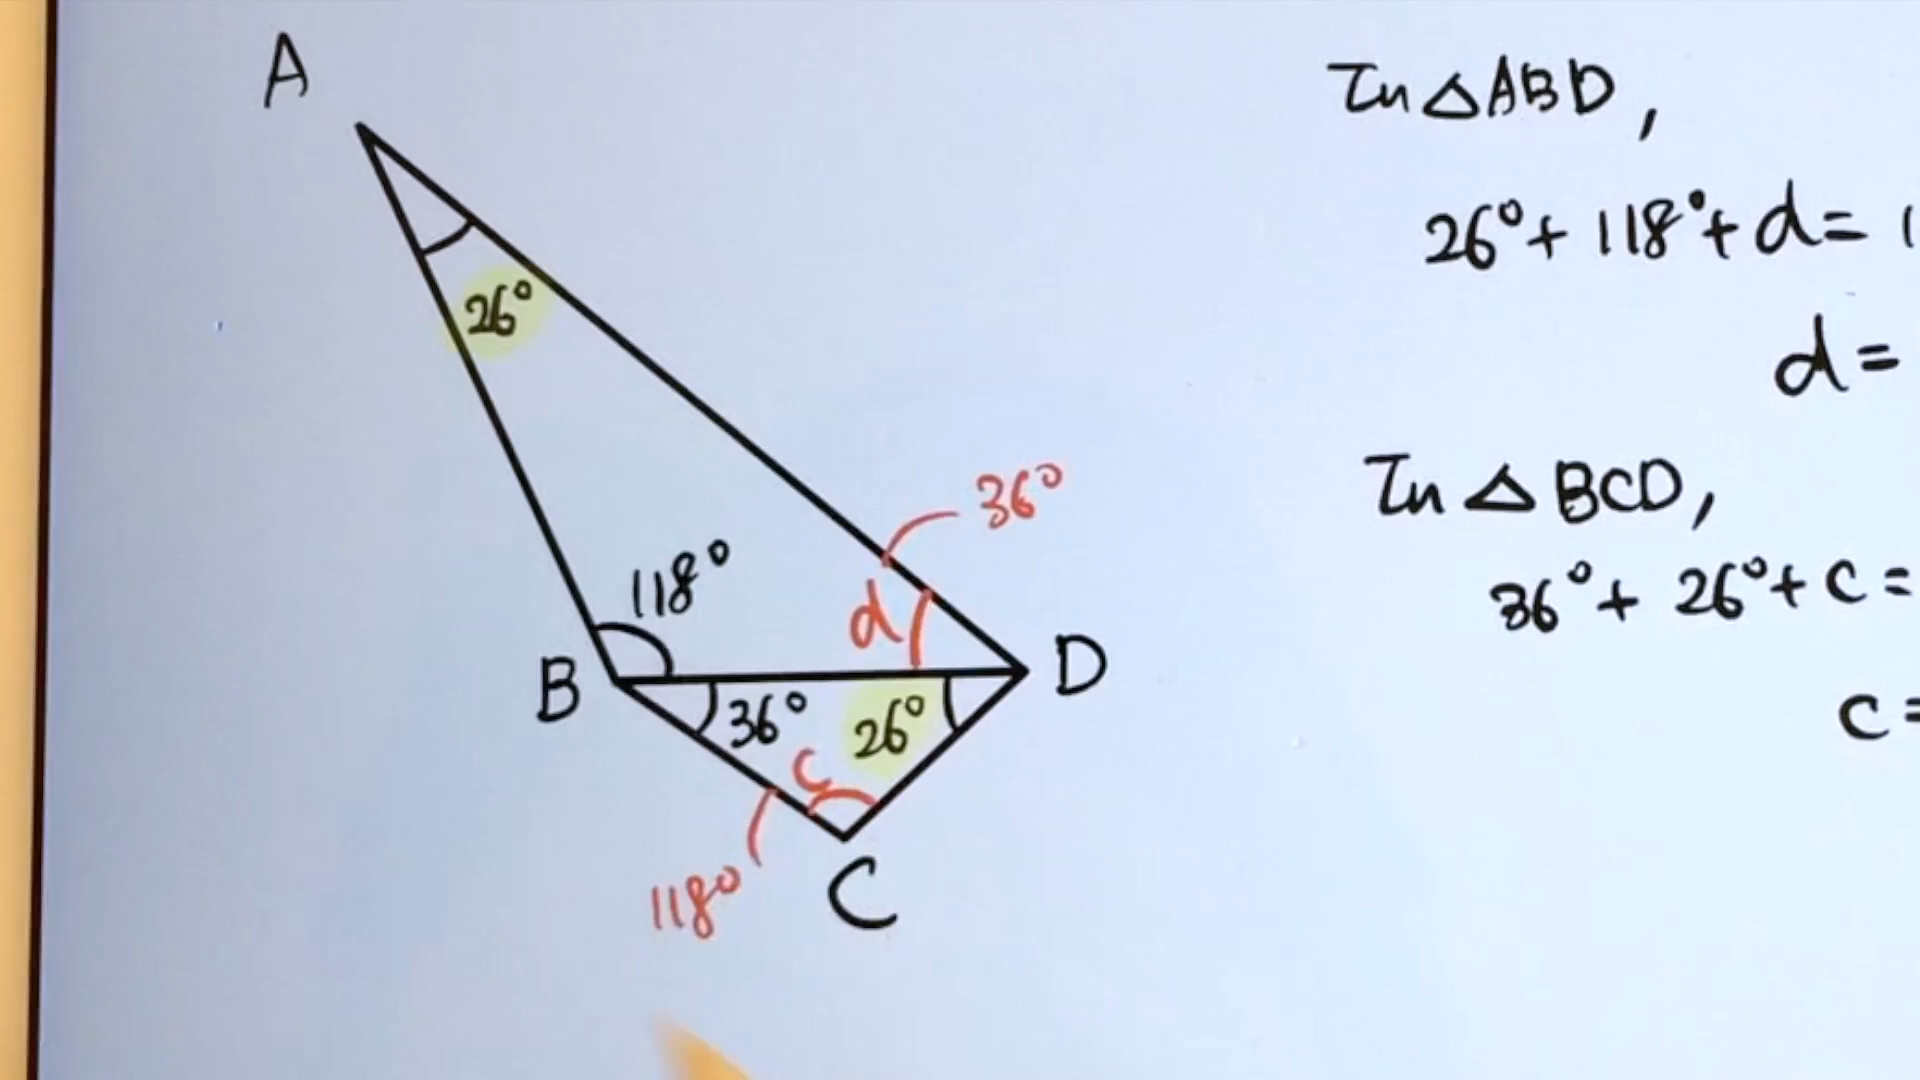 A
26°
118°
36°
d
B
D
36°
26°
c
118°
C
In △ABD,
26° + 118° + d =
d =
In △BCD,
36° + 26° + c =
c =